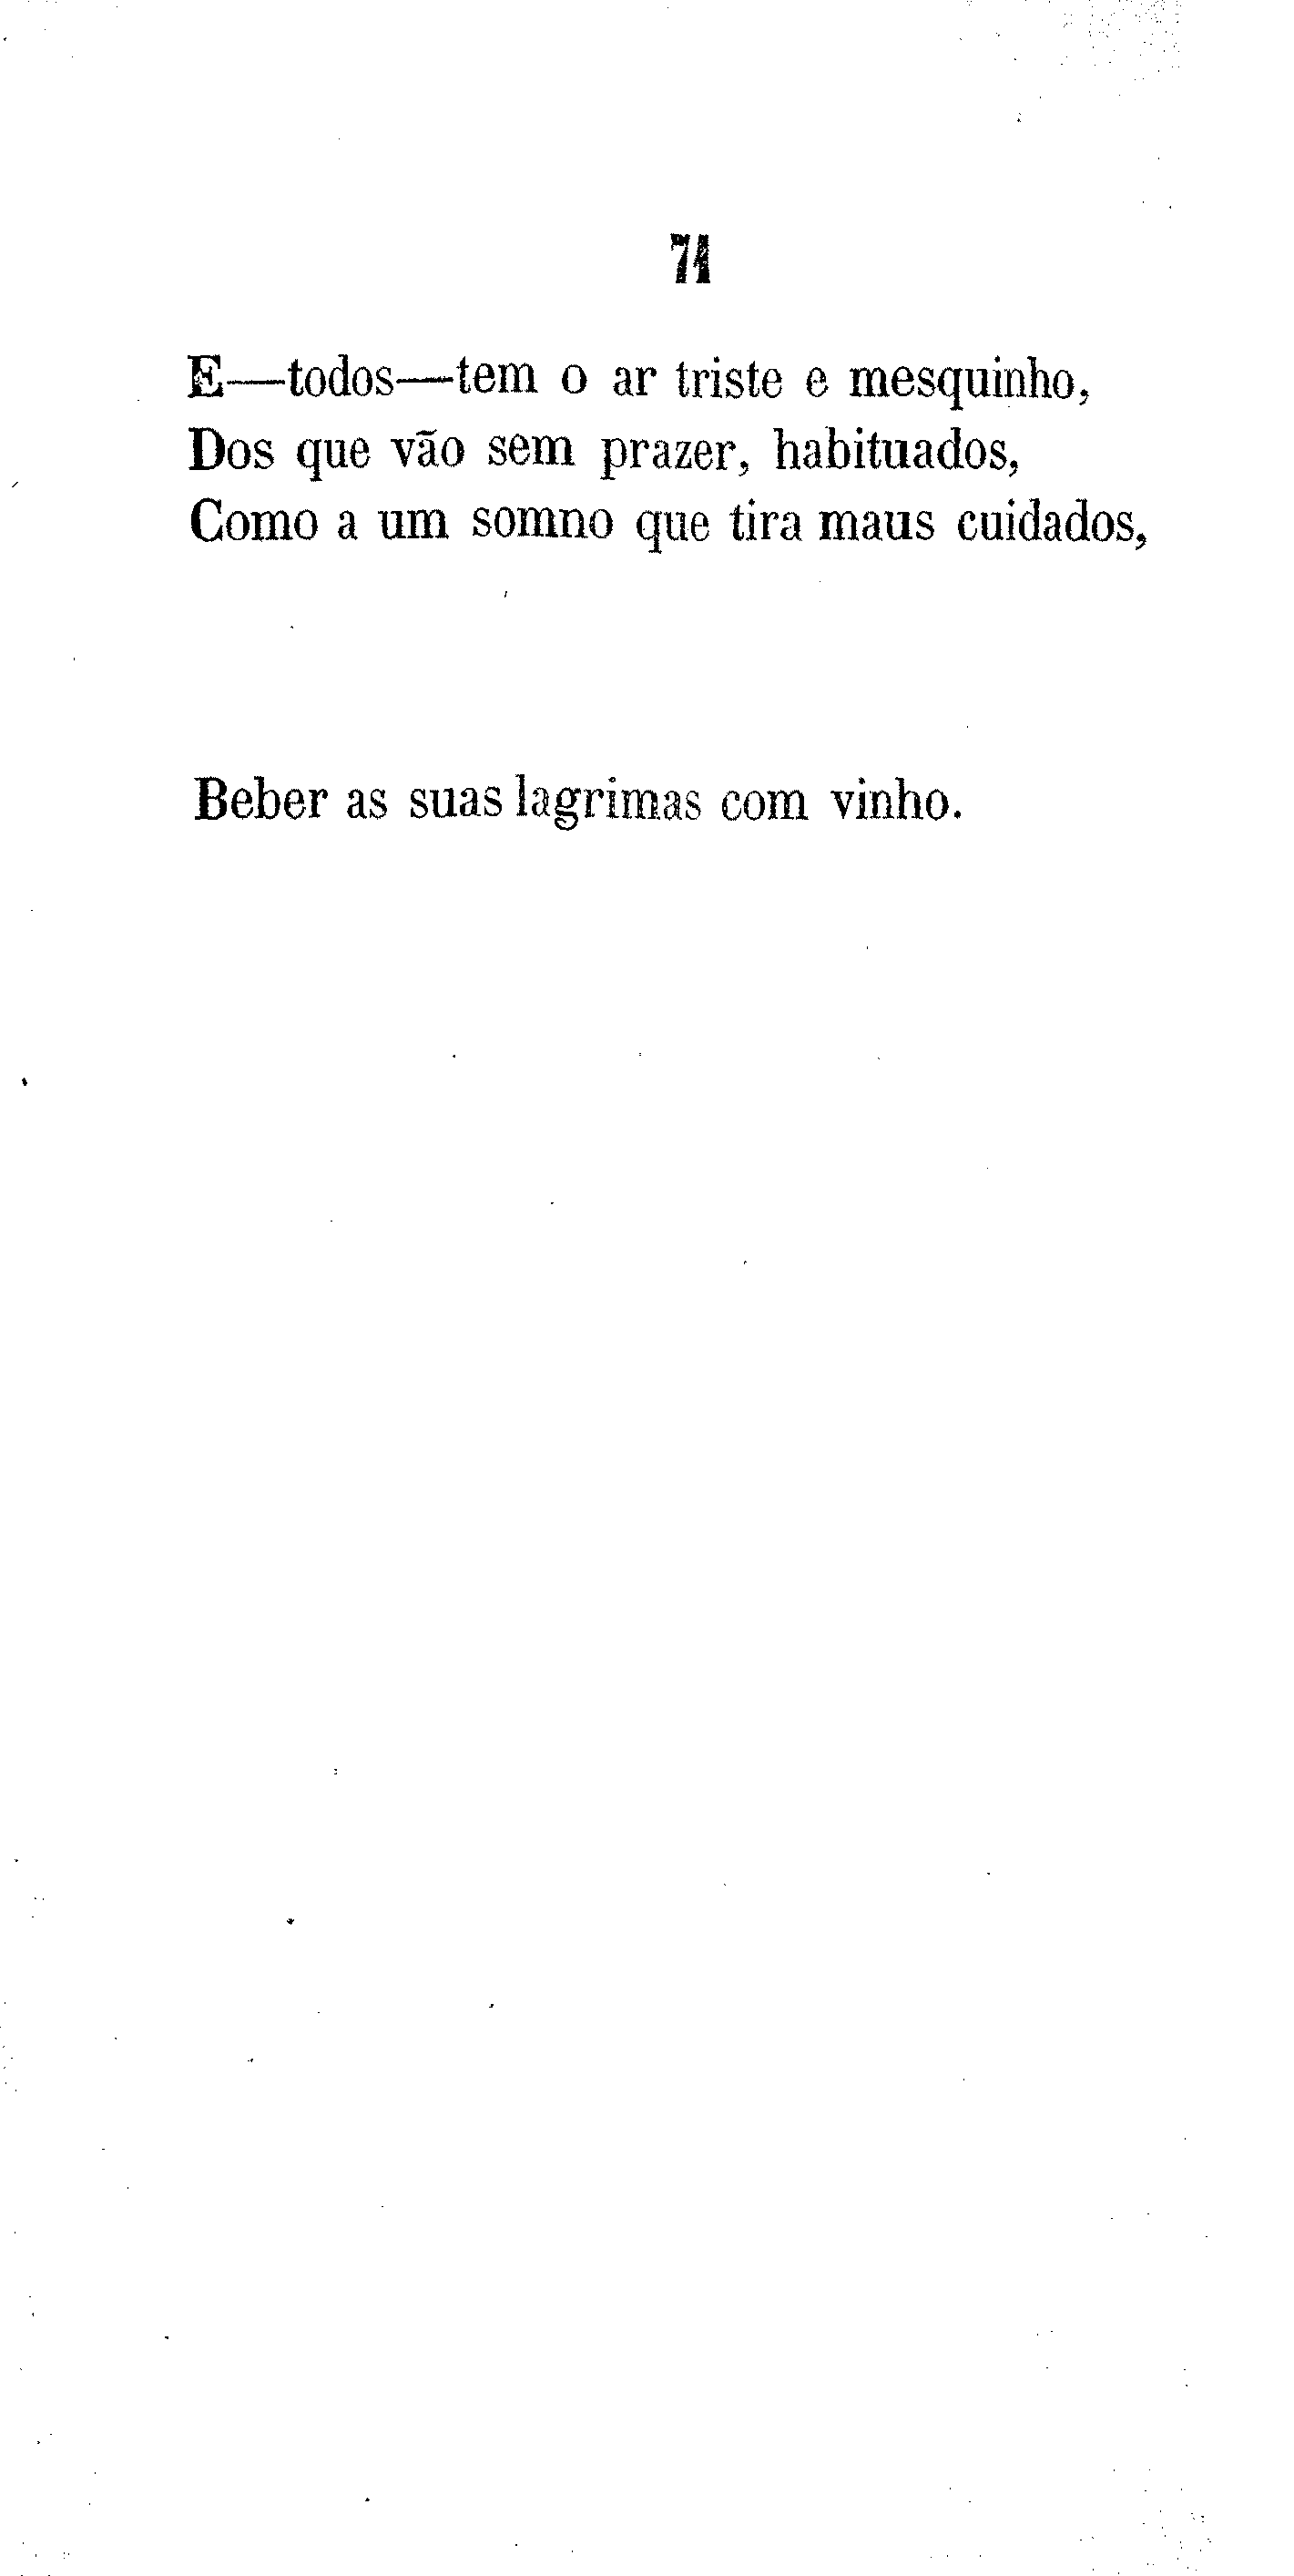 71
E—todos—tem o ar triste e mesquinho,
Dos que vão sem prazer, habituados,
Como a um somno que tira maus cuidados,
Beber as suas lagrimas com vinho.